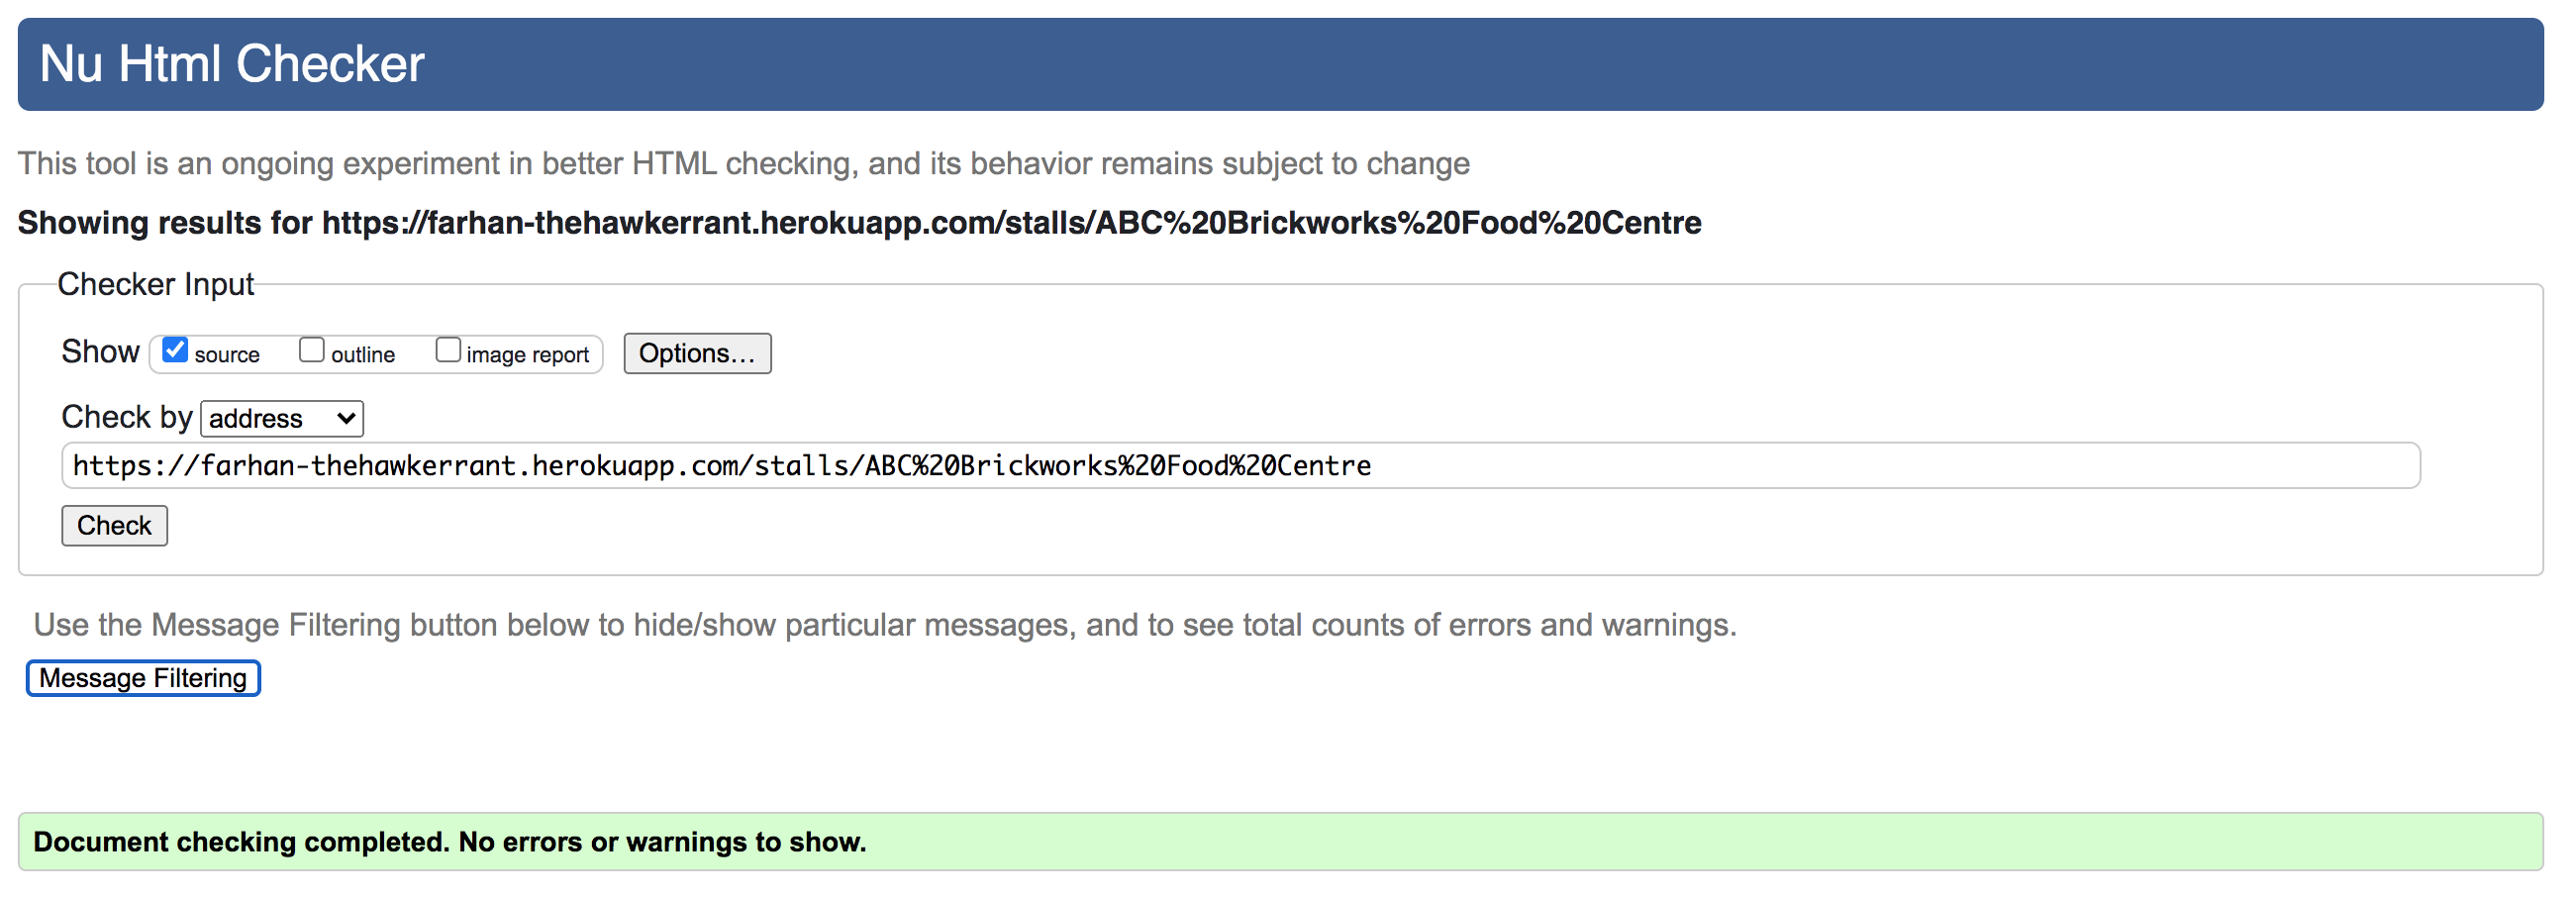 Nu Html Checker
This tool is an ongoing experiment in better HTML checking, and its behavior remains subject to change
Showing results for https://farhan-thehawkerrant.herokuapp.com/stalls/ABC%20Brickworks%20Food%20Centre
Checker Input
Show source outline image report Options...
Check by address
https://farhan-thehawkerrant.herokuapp.com/stalls/ABC%20Brickworks%20Food%20Centre
Check
Use the Message Filtering button below to hide/show particular messages, and to see total counts of errors and warnings.
Message Filtering
Document checking completed. No errors or warnings to show.